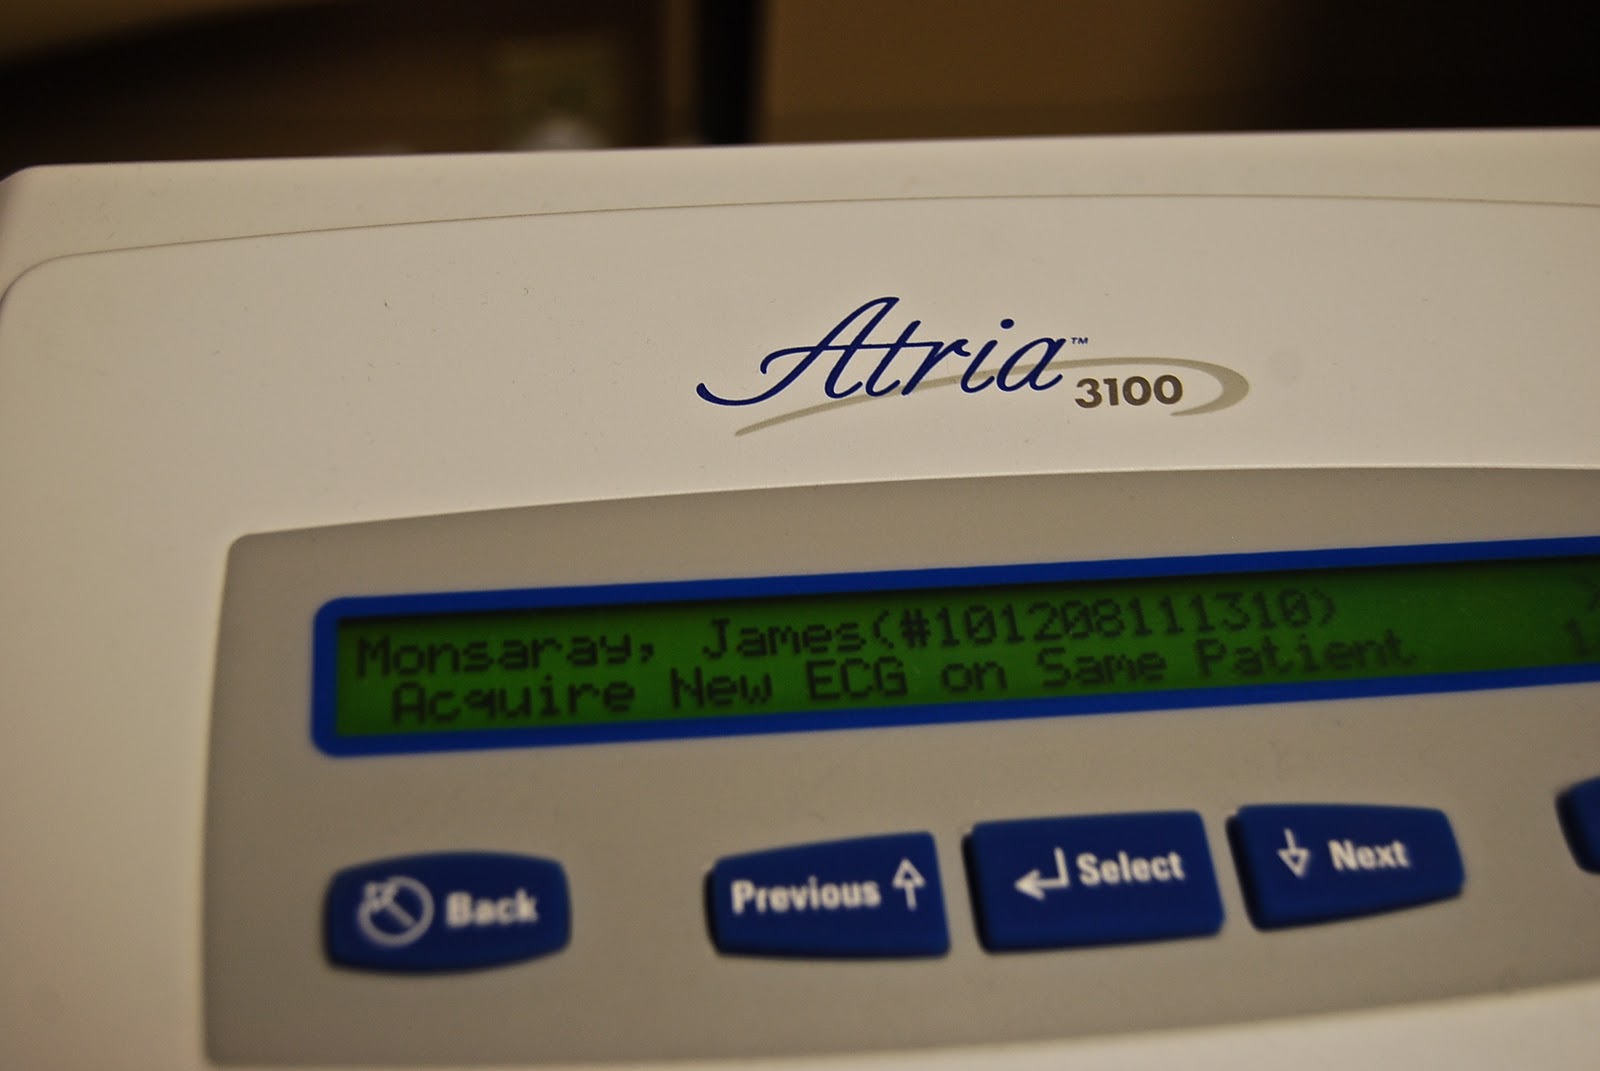 Atria™
3100
Monsaray, James(#101208111310)
Acquire New ECG on Same Patient
Back
Previous
Select
Next